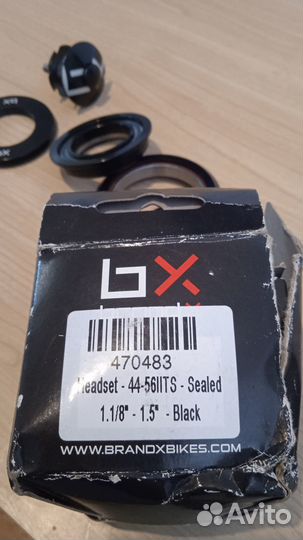 bx
470483
Headset - 44-56IITS - Sealed
1.1/8" - 1.5" - Black
WWW.BRANDXBIKES.COM
Avito